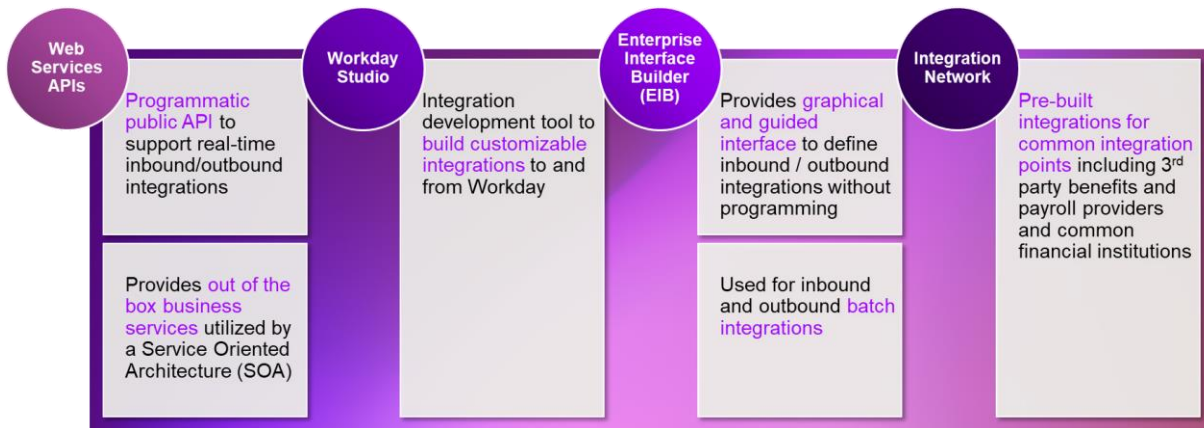 Web
Services
APIs
Programmatic
public API to
support real-time
inbound/outbound
integrations
Provides out of the
box business
services utilized by
a Service Oriented
Architecture (SOA)
Workday
Studio
Integration
development tool to
build customizable
integrations to and
from Workday
Enterprise
Interface
Builder
(EIB)
Provides graphical
and guided
interface to define
inbound / outbound
integrations without
programming
Used for inbound
and outbound batch
integrations
Integration
Network
Pre-built
integrations for
common integration
points including 3rd
party benefits and
payroll providers
and common
financial institutions